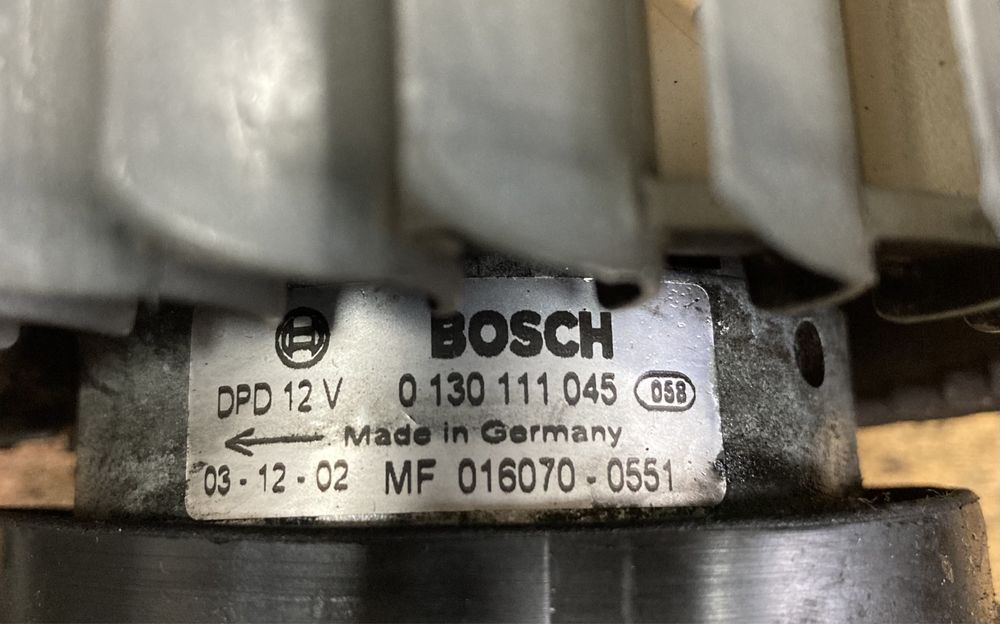 BOSCH
DPD 12 V 0 130 111 045 058
Made in Germany
03-12-02 MF 016070-0551